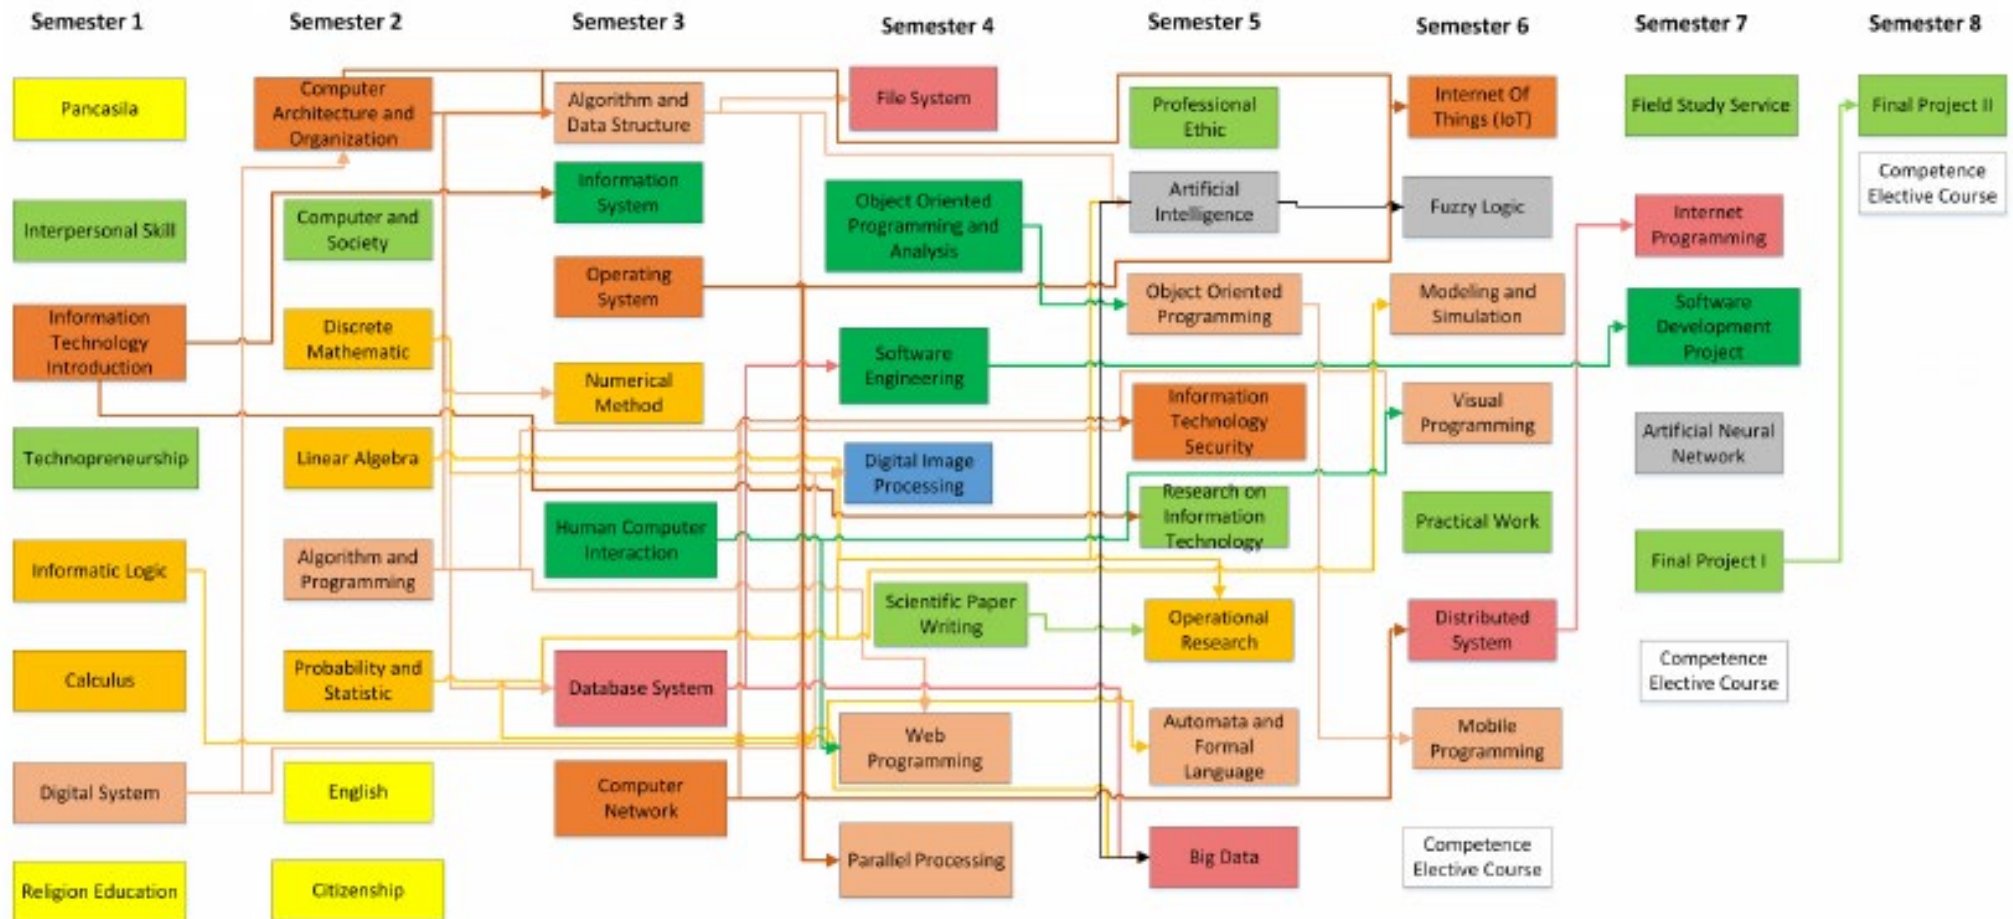 Semester 1
Semester 2
Semester 3
Semester 4
Semester 5
Semester 6
Semester 7
Semester 8
Pancasila
Interpersonal Skill
Information
Technology
Introduction
Technopreneurship
Informatic Logic
Calculus
Digital System
Religion Education
Computer
Architecture and
Organization
Computer and
Society
Discrete
Mathematic
Linear Algebra
Algorithm and
Programming
Probability and
Statistic
English
Citizenship
Algorithm and
Data Structure
Information
System
Operating
System
Numerical
Method
Human Computer
Interaction
Database System
Computer
Network
File System
Object Oriented
Programming and
Analysis
Software
Engineering
Digital Image
Processing
Scientific Paper
Writing
Web
Programming
Parallel Processing
Professional
Ethic
Artificial
Intelligence
Object Oriented
Programming
Information
Technology
Security
Research on
Information
Technology
Operational
Research
Automata and
Formal
Language
Big Data
Internet Of
Things (IoT)
Fuzzy Logic
Modeling and
Simulation
Visual
Programming
Practical Work
Distributed
System
Mobile
Programming
Competence
Elective Course
Field Study Service
Internet
Programming
Software
Development
Project
Artificial Neural
Network
Final Project I
Competence
Elective Course
Final Project II
Competence
Elective Course